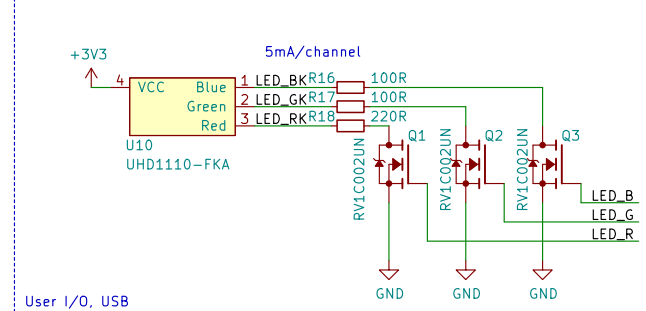 5mA/channel
+3V3
4 VCC Blue 1 LED_BK R16 100R
Green 2 LED_GK R17 100R
Red 3 LED_RK R18 220R
U10
UHD1110-FKA
Q1 Q2 Q3
RV1C002UN RV1C002UN RV1C002UN
LED_B
LED_G
LED_R
GND GND GND
User I/O, USB